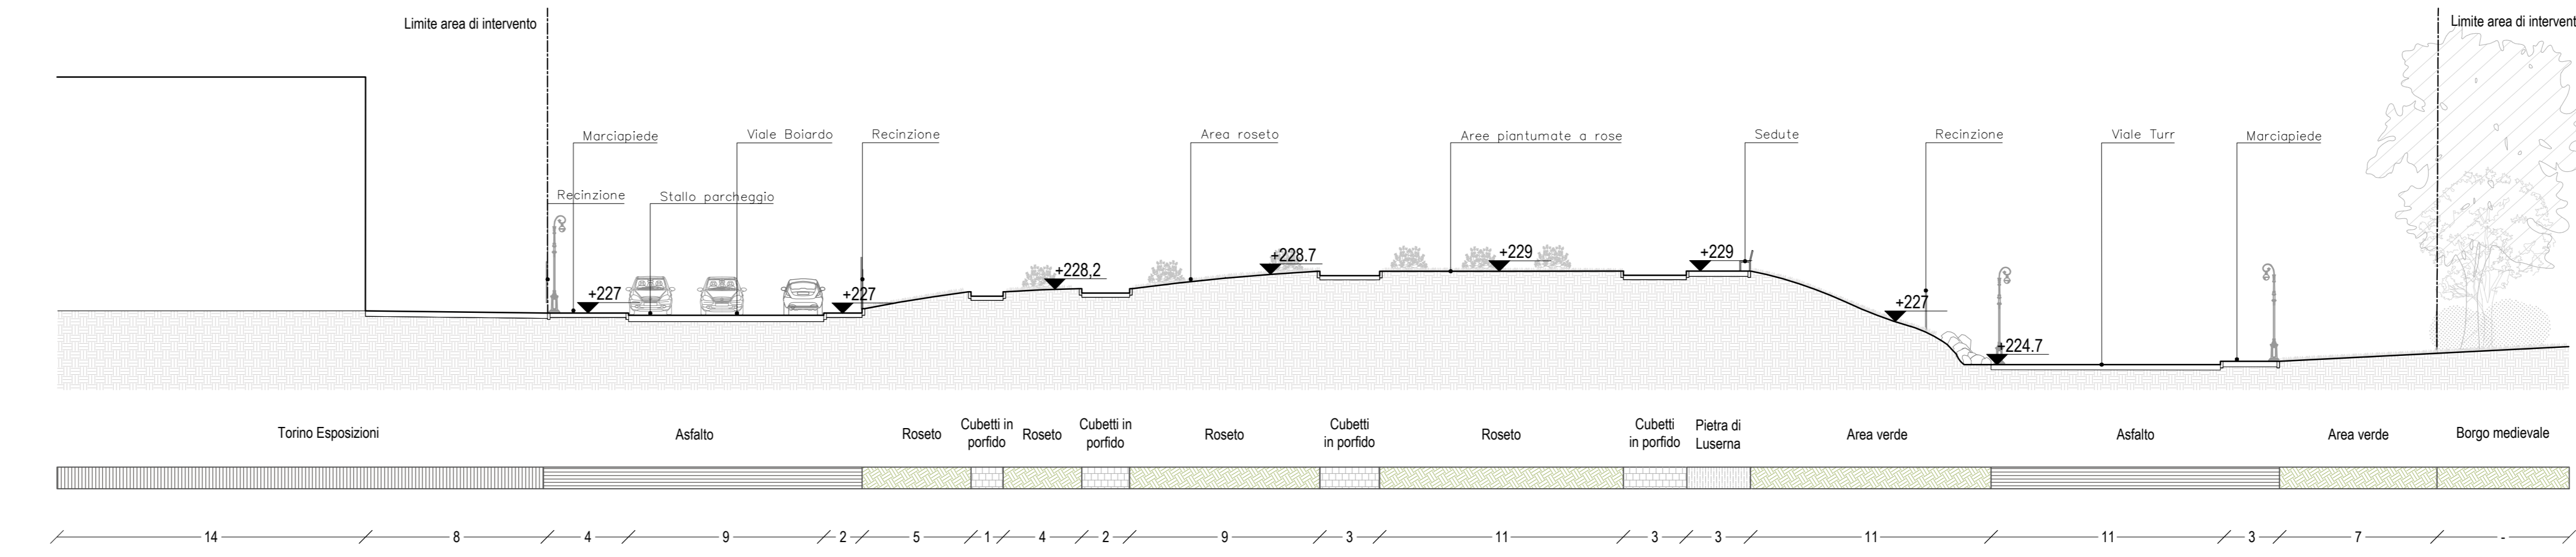 Limite area di intervento
Limite area di intervent
Marciapiede
Viale Boiardo
Recinzione
Area roseto
Aree piantumate a rose
Sedute
Recinzione
Viale Turr
Marciapiede
Recinzione
Stallo parcheggio
+227
+227
+228,2
+228.7
+229
+229
+227
+224.7
Torino Esposizioni
Asfalto
Roseto
Cubetti in
porfido
Roseto
Cubetti in
porfido
Roseto
Cubetti
in porfido
Roseto
Cubetti
in porfido
Pietra di
Luserna
Area verde
Asfalto
Area verde
Borgo medievale
14 8 4 9 2 5 1 4 2 9 3 11 3 3 11 11 3 7 -